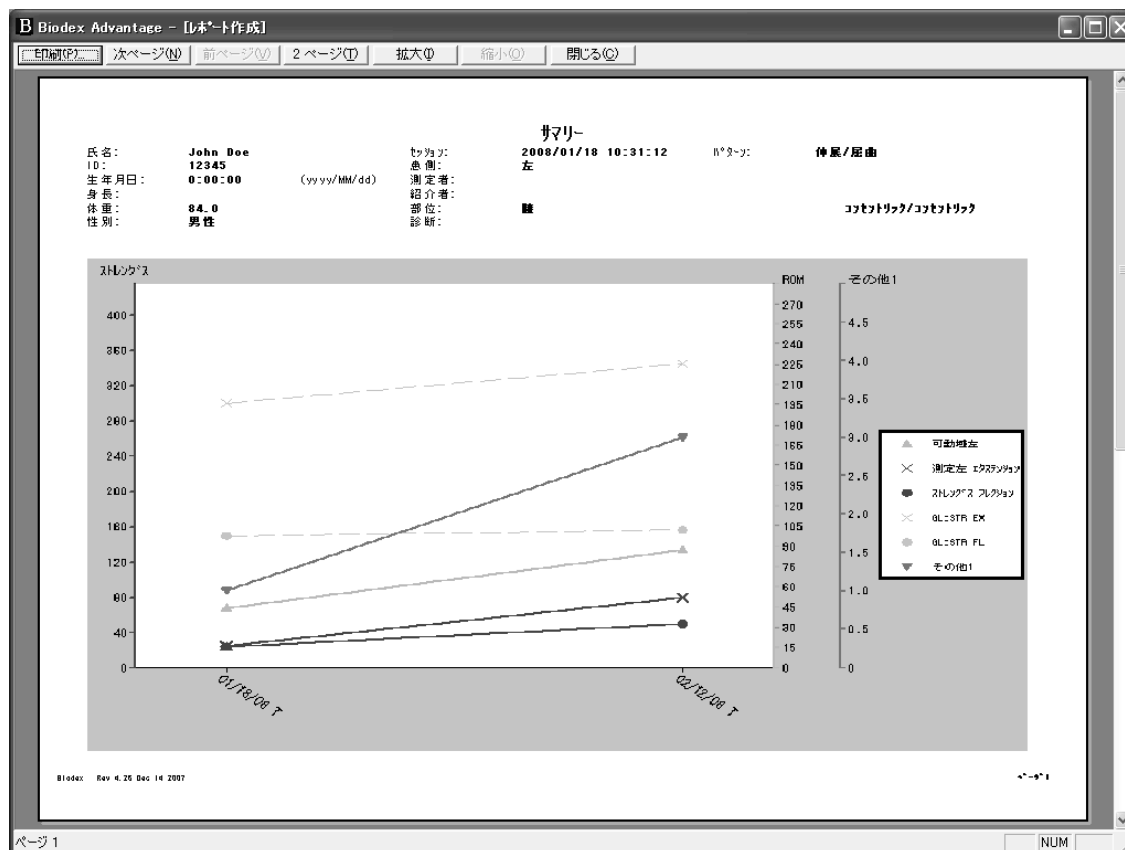 Biodex Advantage - [ﾚﾎﾟｰﾄ作成]
印刷(P)... 次ページ(N) 前ページ(V) 2 ページ(T) 拡大(I) 縮小(O) 閉じる(C)
サマリー
氏名: John Doe ｾｯｼｮﾝ: 2008/01/18 10:31:12 ﾊﾟﾀｰﾝ: 伸展/屈曲
ID: 12345 患側: 左
生年月日: 0:00:00 (yyyy/MM/dd) 測定者:
身長: 紹介者:
体重: 84.0 部位: 膝 ｺﾝｾﾝﾄﾘｯｸ/ｺﾝｾﾝﾄﾘｯｸ
性別: 男性 診断:
ｽﾄﾚﾝｸﾞｽ
400
360
320
280
240
200
160
120
80
40
0
ROM
270
255
240
225
210
195
180
165
150
135
120
105
90
75
60
45
30
15
0
その他1
4.5
4.0
3.5
3.0
2.5
2.0
1.5
1.0
0.5
0
可動域左
測定左 ｴｸｽﾃﾝｼｮﾝ
ｽﾄﾚﾝｸﾞｽ ﾌﾚｸｼｮﾝ
GL:STR EX
GL:STR FL
その他1
01/18/08 T
02/12/08 T
Biodex Rev 4.26 Dec 14 2007
ﾍﾟｰｼﾞ 1
ページ 1
NUM